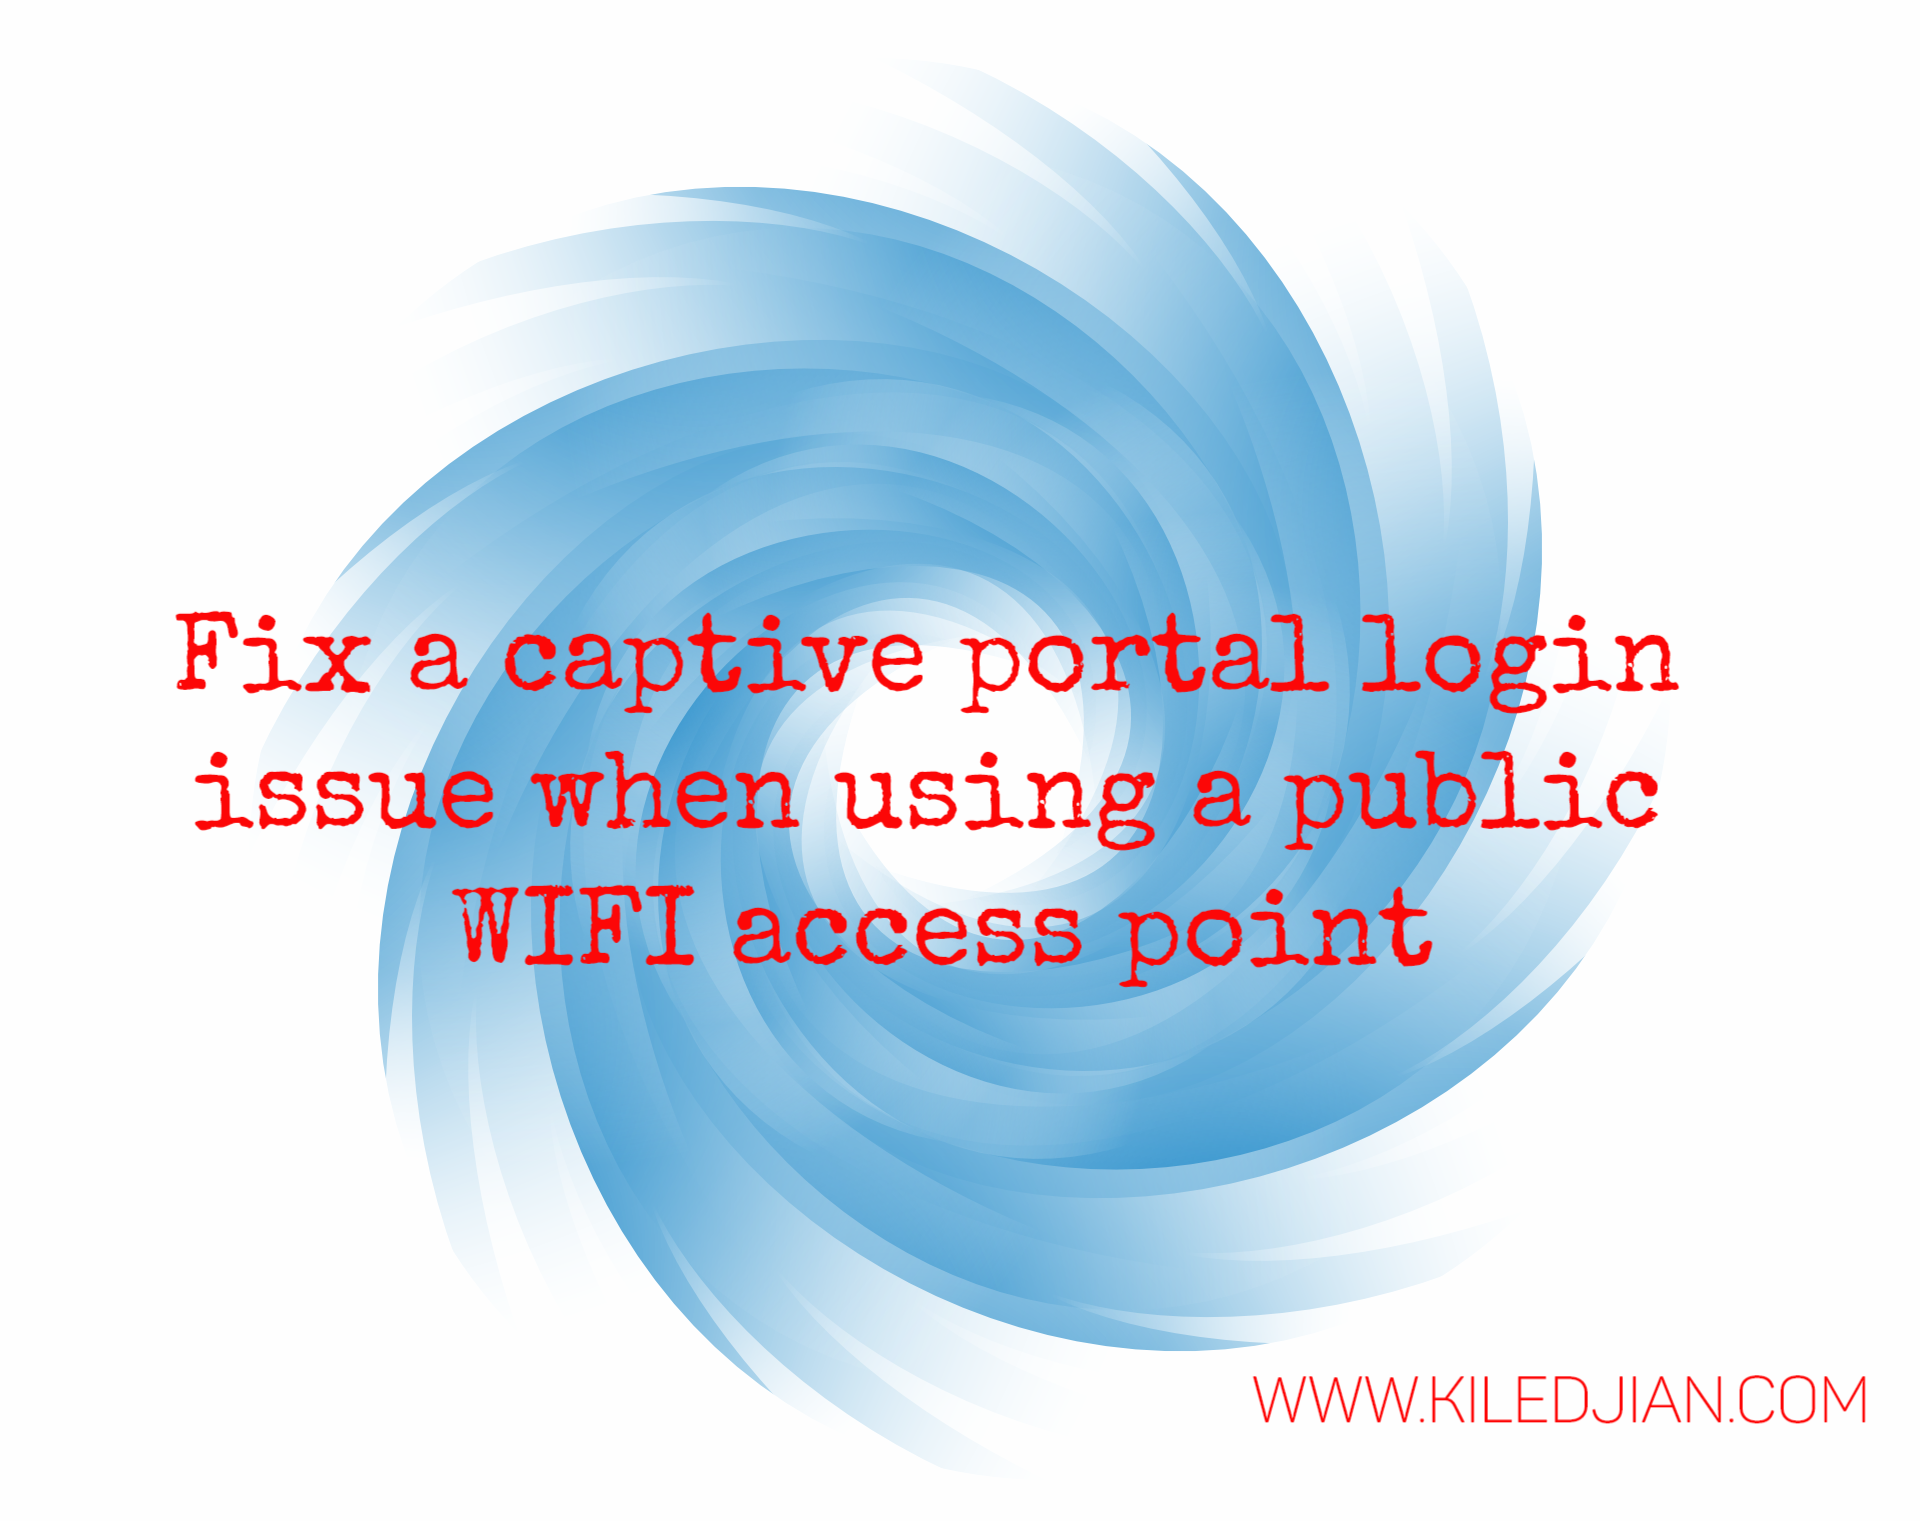 Fix a captive portal login
issue when using a public
WIFI access point
WWW.KILEDJIAN.COM